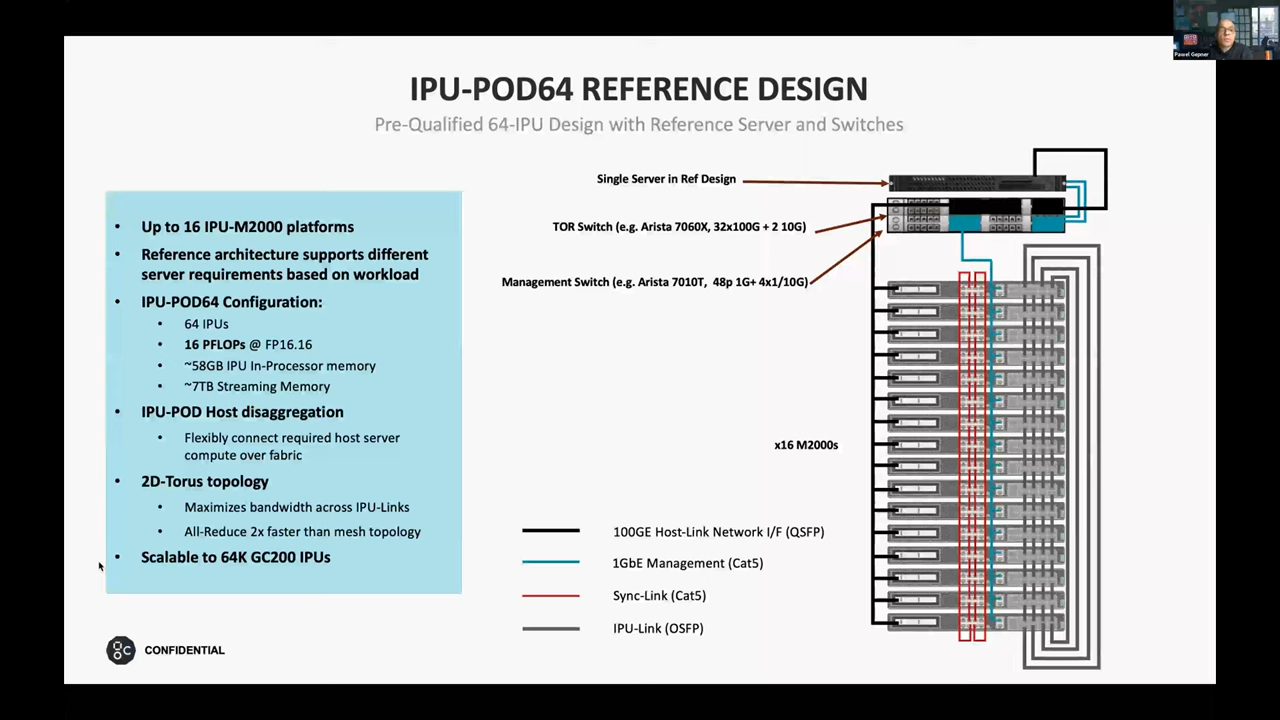 Pawel Gepner
IPU-POD64 REFERENCE DESIGN
Pre-Qualified 64-IPU Design with Reference Server and Switches
• Up to 16 IPU-M2000 platforms
• Reference architecture supports different
server requirements based on workload
• IPU-POD64 Configuration:
• 64 IPUs
• 16 PFLOPs @ FP16.16
• ~58GB IPU In-Processor memory
• ~7TB Streaming Memory
• IPU-POD Host disaggregation
• Flexibly connect required host server
compute over fabric
• 2D-Torus topology
• Maximizes bandwidth across IPU-Links
• All-Reduce 2x faster than mesh topology
• Scalable to 64K GC200 IPUs
Single Server in Ref Design
TOR Switch (e.g. Arista 7060X, 32x100G + 2 10G)
Management Switch (e.g. Arista 7010T, 48p 1G+ 4x1/10G)
x16 M2000s
100GE Host-Link Network I/F (QSFP)
1GbE Management (Cat5)
Sync-Link (Cat5)
IPU-Link (OSFP)
CONFIDENTIAL